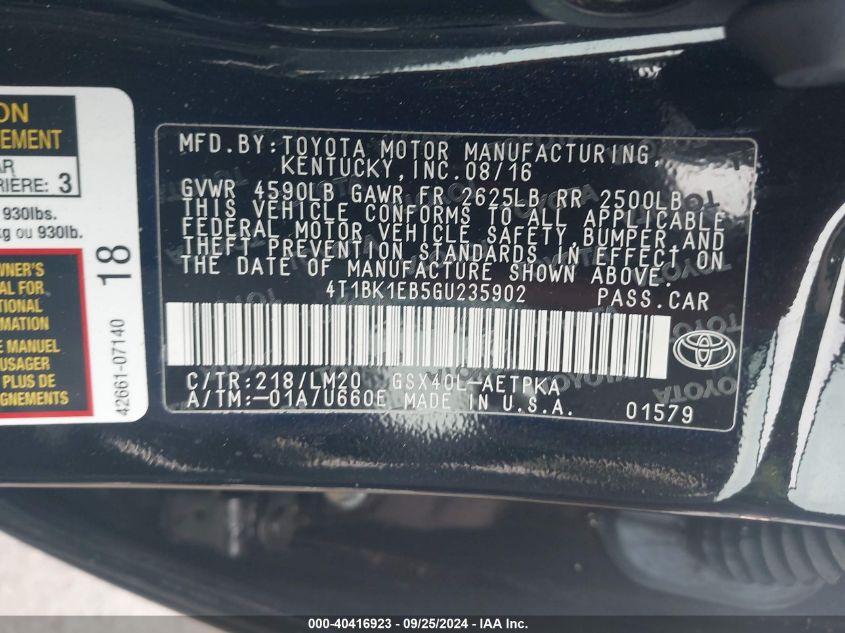 ON
EMENT
AR
RIÈRE: 3
930lbs.
kg ou 930lb.
WNER'S
AL FOR
TIONAL
MATION
E MANUEL
USAGER
PLUS DE
IGNEMENTS
18
42661-07140
MFD.BY:TOYOTA MOTOR MANUFACTURING,
KENTUCKY, INC.08/16
GVWR 4590LB GAWR FR 2625LB RR 2500LB
THIS VEHICLE CONFORMS TO ALL APPLICABLE
FEDERAL MOTOR VEHICLE SAFETY,BUMPER,AND
THEFT PREVENTION STANDARDS IN EFFECT ON
THE DATE OF MANUFACTURE SHOWN ABOVE.
4T1BK1EB5GU235902 PASS.CAR
C/TR:218/LM20 GSX40L-AETPKA
A/TM:-01A/U660E MADE IN U.S.A. 01579
TOYOTA
000-40416923 - 09/25/2024 - IAA Inc.